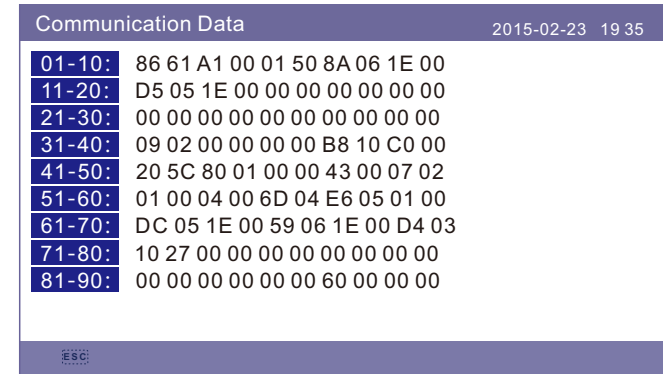 Communication Data 2015-02-23 19 35
01-10: 86 61 A1 00 01 50 8A 06 1E 00
11-20: D5 05 1E 00 00 00 00 00 00 00
21-30: 00 00 00 00 00 00 00 00 00 00
31-40: 09 02 00 00 00 00 B8 10 C0 00
41-50: 20 5C 80 01 00 00 43 00 07 02
51-60: 01 00 04 00 6D 04 E6 05 01 00
61-70: DC 05 1E 00 59 06 1E 00 D4 03
71-80: 10 27 00 00 00 00 00 00 00 00
81-90: 00 00 00 00 00 00 60 00 00 00
ESC